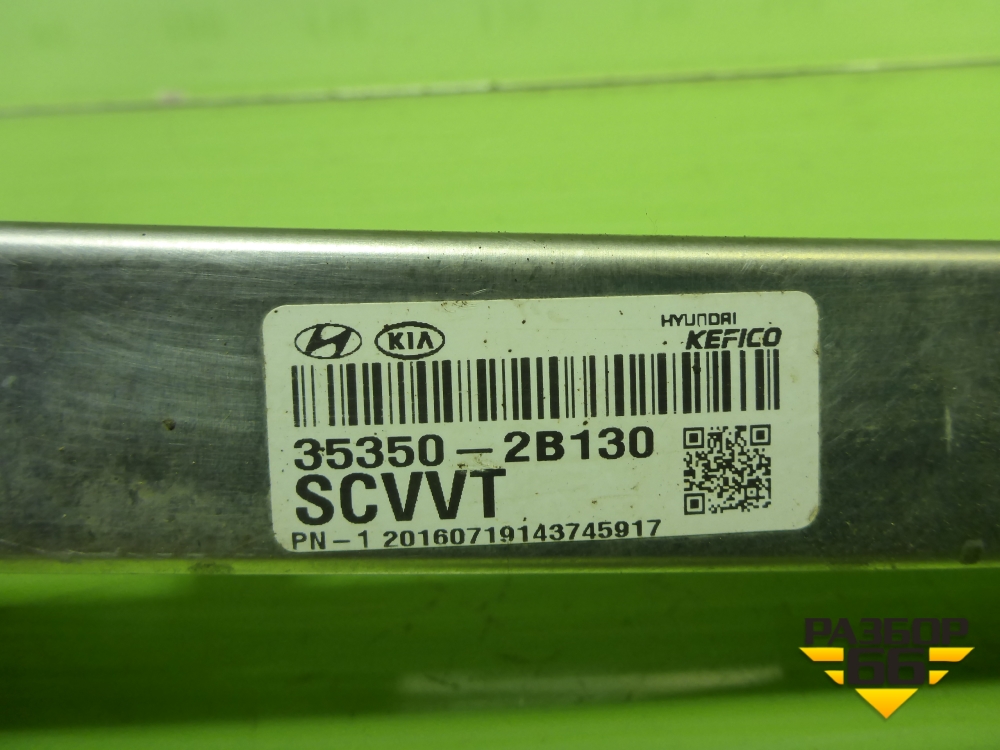 KIA
HYUNDAI
KEFICO
35350-2B130
SCVVT
PN-1 20160719143745917
РАЗБОР
66